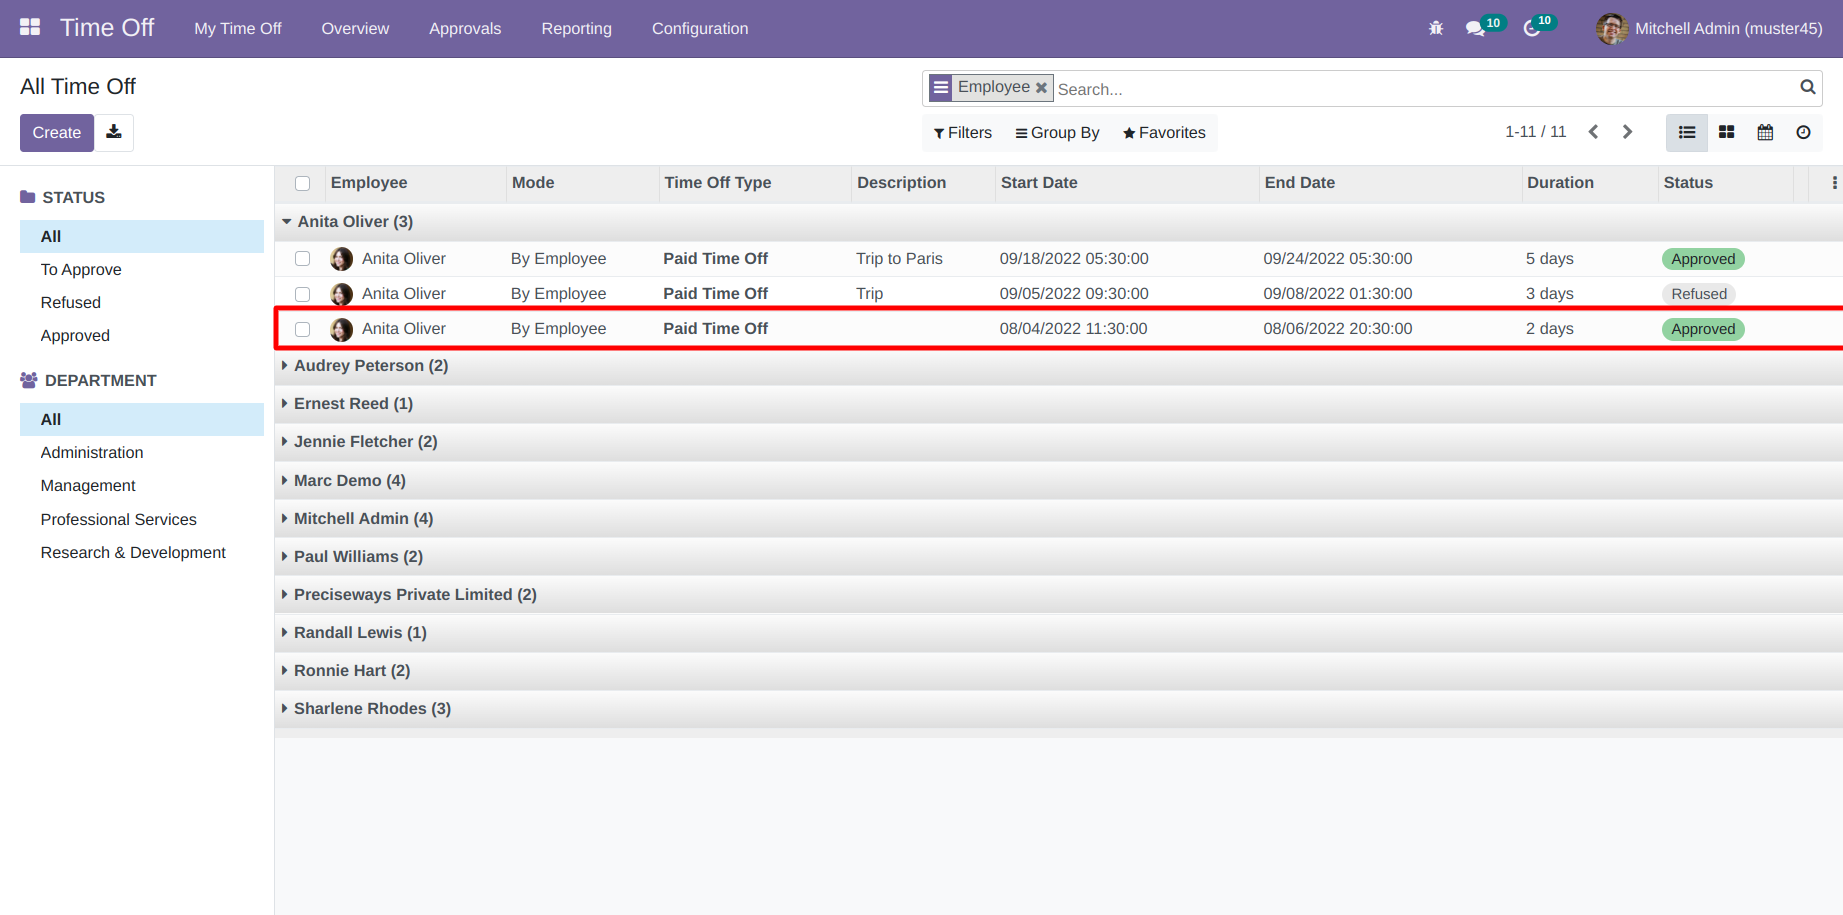 Time Off My Time Off Overview Approvals Reporting Configuration 10 10 Mitchell Admin (muster45)
All Time Off
Employee Search...
Create
Filters Group By Favorites 1-11 / 11
STATUS
All
To Approve
Refused
Approved
DEPARTMENT
All
Administration
Management
Professional Services
Research & Development
Employee Mode Time Off Type Description Start Date End Date Duration Status
Anita Oliver (3)
Anita Oliver By Employee Paid Time Off Trip to Paris 09/18/2022 05:30:00 09/24/2022 05:30:00 5 days Approved
Anita Oliver By Employee Paid Time Off Trip 09/05/2022 09:30:00 09/08/2022 01:30:00 3 days Refused
Anita Oliver By Employee Paid Time Off 08/04/2022 11:30:00 08/06/2022 20:30:00 2 days Approved
Audrey Peterson (2)
Ernest Reed (1)
Jennie Fletcher (2)
Marc Demo (4)
Mitchell Admin (4)
Paul Williams (2)
Preciseways Private Limited (2)
Randall Lewis (1)
Ronnie Hart (2)
Sharlene Rhodes (3)